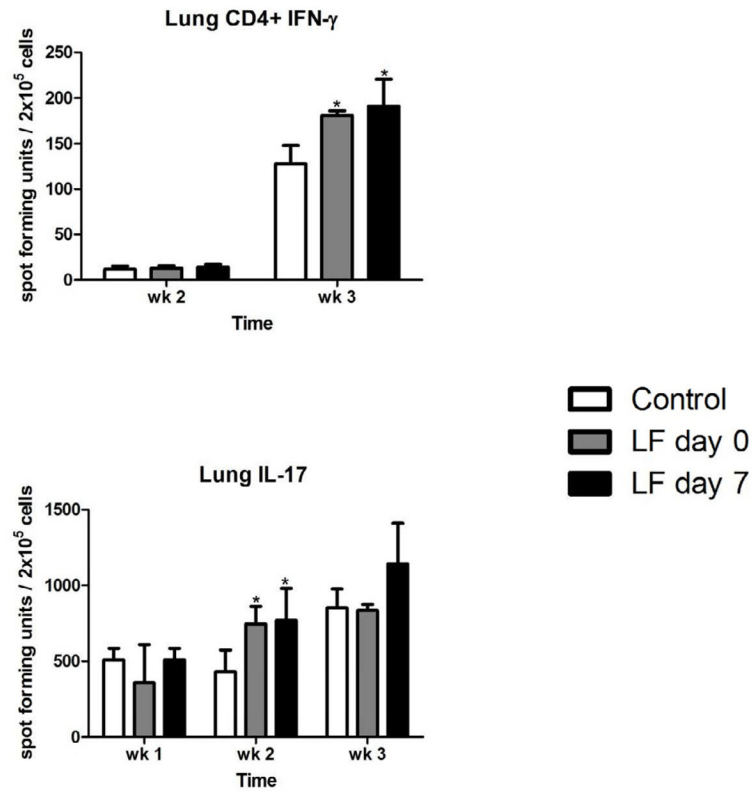 Lung CD4+ IFN-γ
spot forming units / 2x10⁵ cells
250
200
150
100
50
0
*
*
wk 2
wk 3
Time
Control
LF day 0
LF day 7
Lung IL-17
spot forming units / 2x10⁵ cells
1500
1000
500
0
*
*
wk 1
wk 2
wk 3
Time